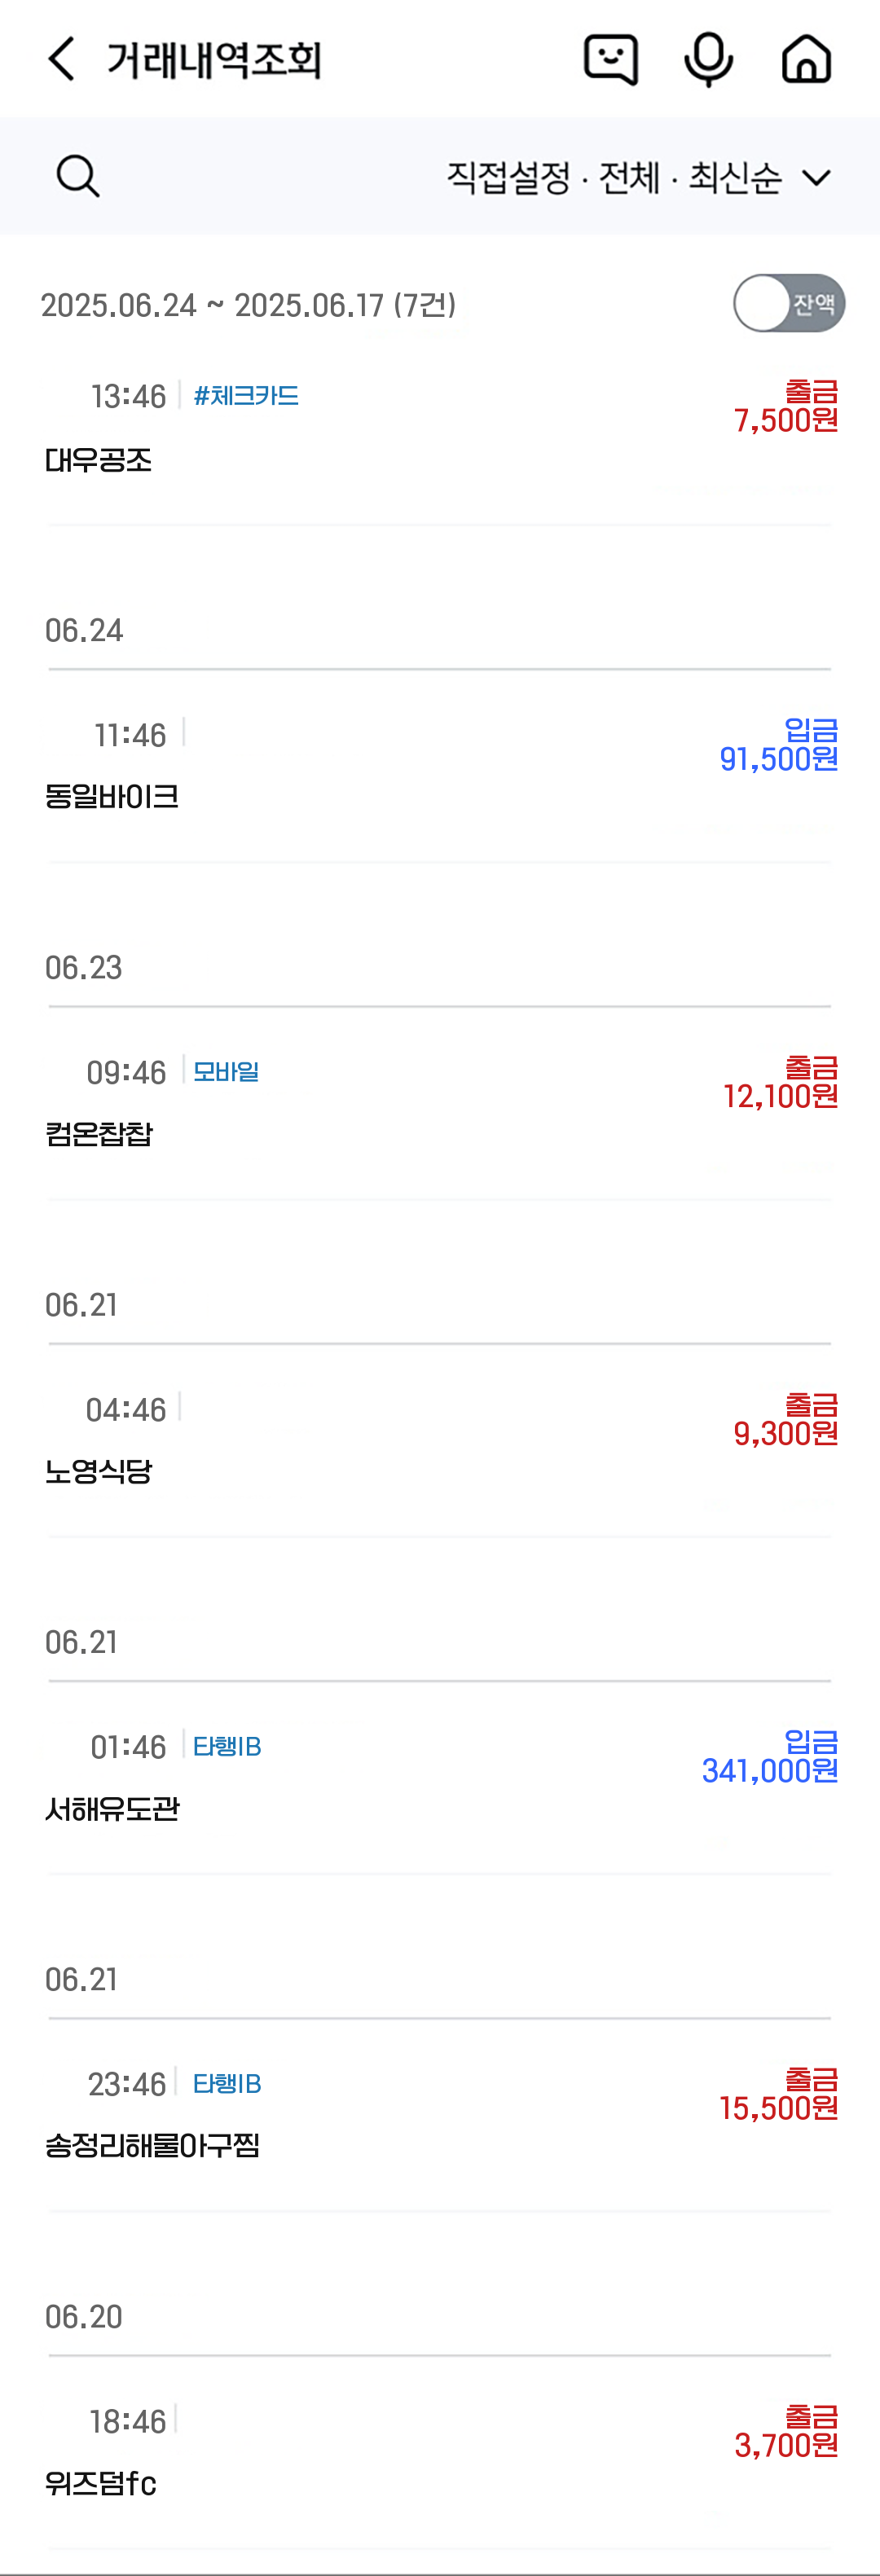 거래내역조회
직접설정 · 전체 · 최신순
2025.06.24 ~ 2025.06.17 (7건)
잔액
13:46 #체크카드
출금
7,500원
대우공조
06.24
11:46
입금
91,500원
동일바이크
06.23
09:46 모바일
출금
12,100원
컴온찹찹
06.21
04:46
출금
9,300원
노영식당
06.21
01:46 타행IB
입금
341,000원
서해유도관
06.21
23:46 타행IB
출금
15,500원
송정리해물아구찜
06.20
18:46
출금
3,700원
위즈덤fc